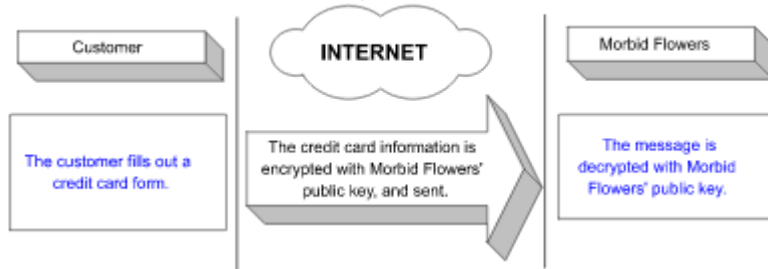 Customer
INTERNET
Morbid Flowers
The customer fills out a
credit card form.
The credit card information is
encrypted with Morbid Flowers'
public key, and sent.
The message is
decrypted with Morbid
Flowers' public key.